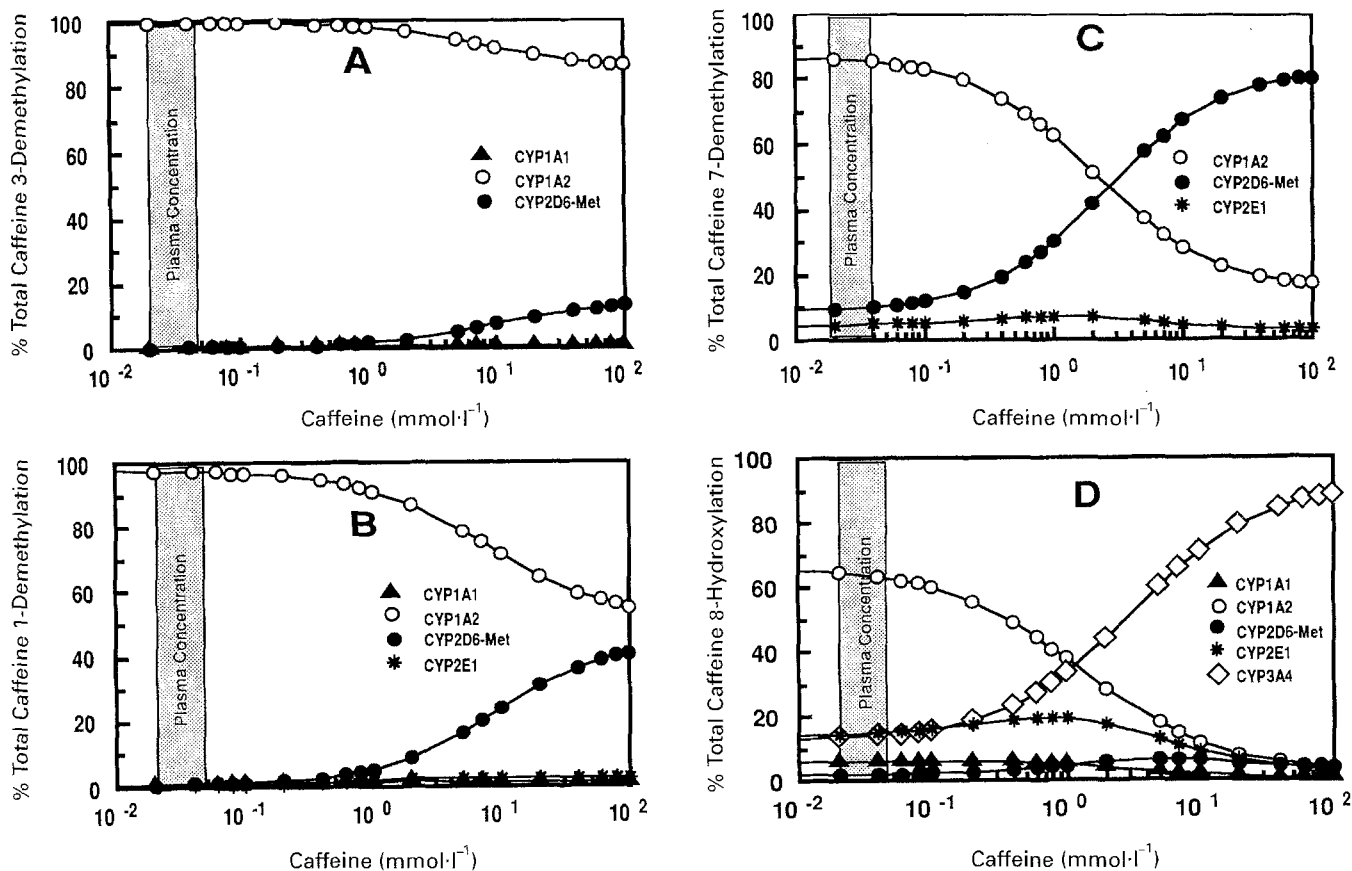 % Total Caffeine 3-Demethylation
100
80
60
40
20
0
Plasma Concentration
A
CYP1A1
CYP1A2
CYP2D6-Met
10 -2
10 -1
10 0
10 1
10 2
Caffeine (mmol·l−1)
% Total Caffeine 7-Demethylation
100
80
60
40
20
0
Plasma Concentration
C
CYP1A2
CYP2D6-Met
CYP2E1
10 -2
10 -1
10 0
10 1
10 2
Caffeine (mmol·l−1)
% Total Caffeine 1-Demethylation
100
80
60
40
20
0
Plasma Concentration
B
CYP1A1
CYP1A2
CYP2D6-Met
CYP2E1
10 -2
10 -1
10 0
10 1
10 2
Caffeine (mmol·l−1)
% Total Caffeine 8-Hydroxylation
100
80
60
40
20
0
Plasma Concentration
D
CYP1A1
CYP1A2
CYP2D6-Met
CYP2E1
CYP3A4
10 -2
10 -1
10 0
10 1
10 2
Caffeine (mmol·l−1)